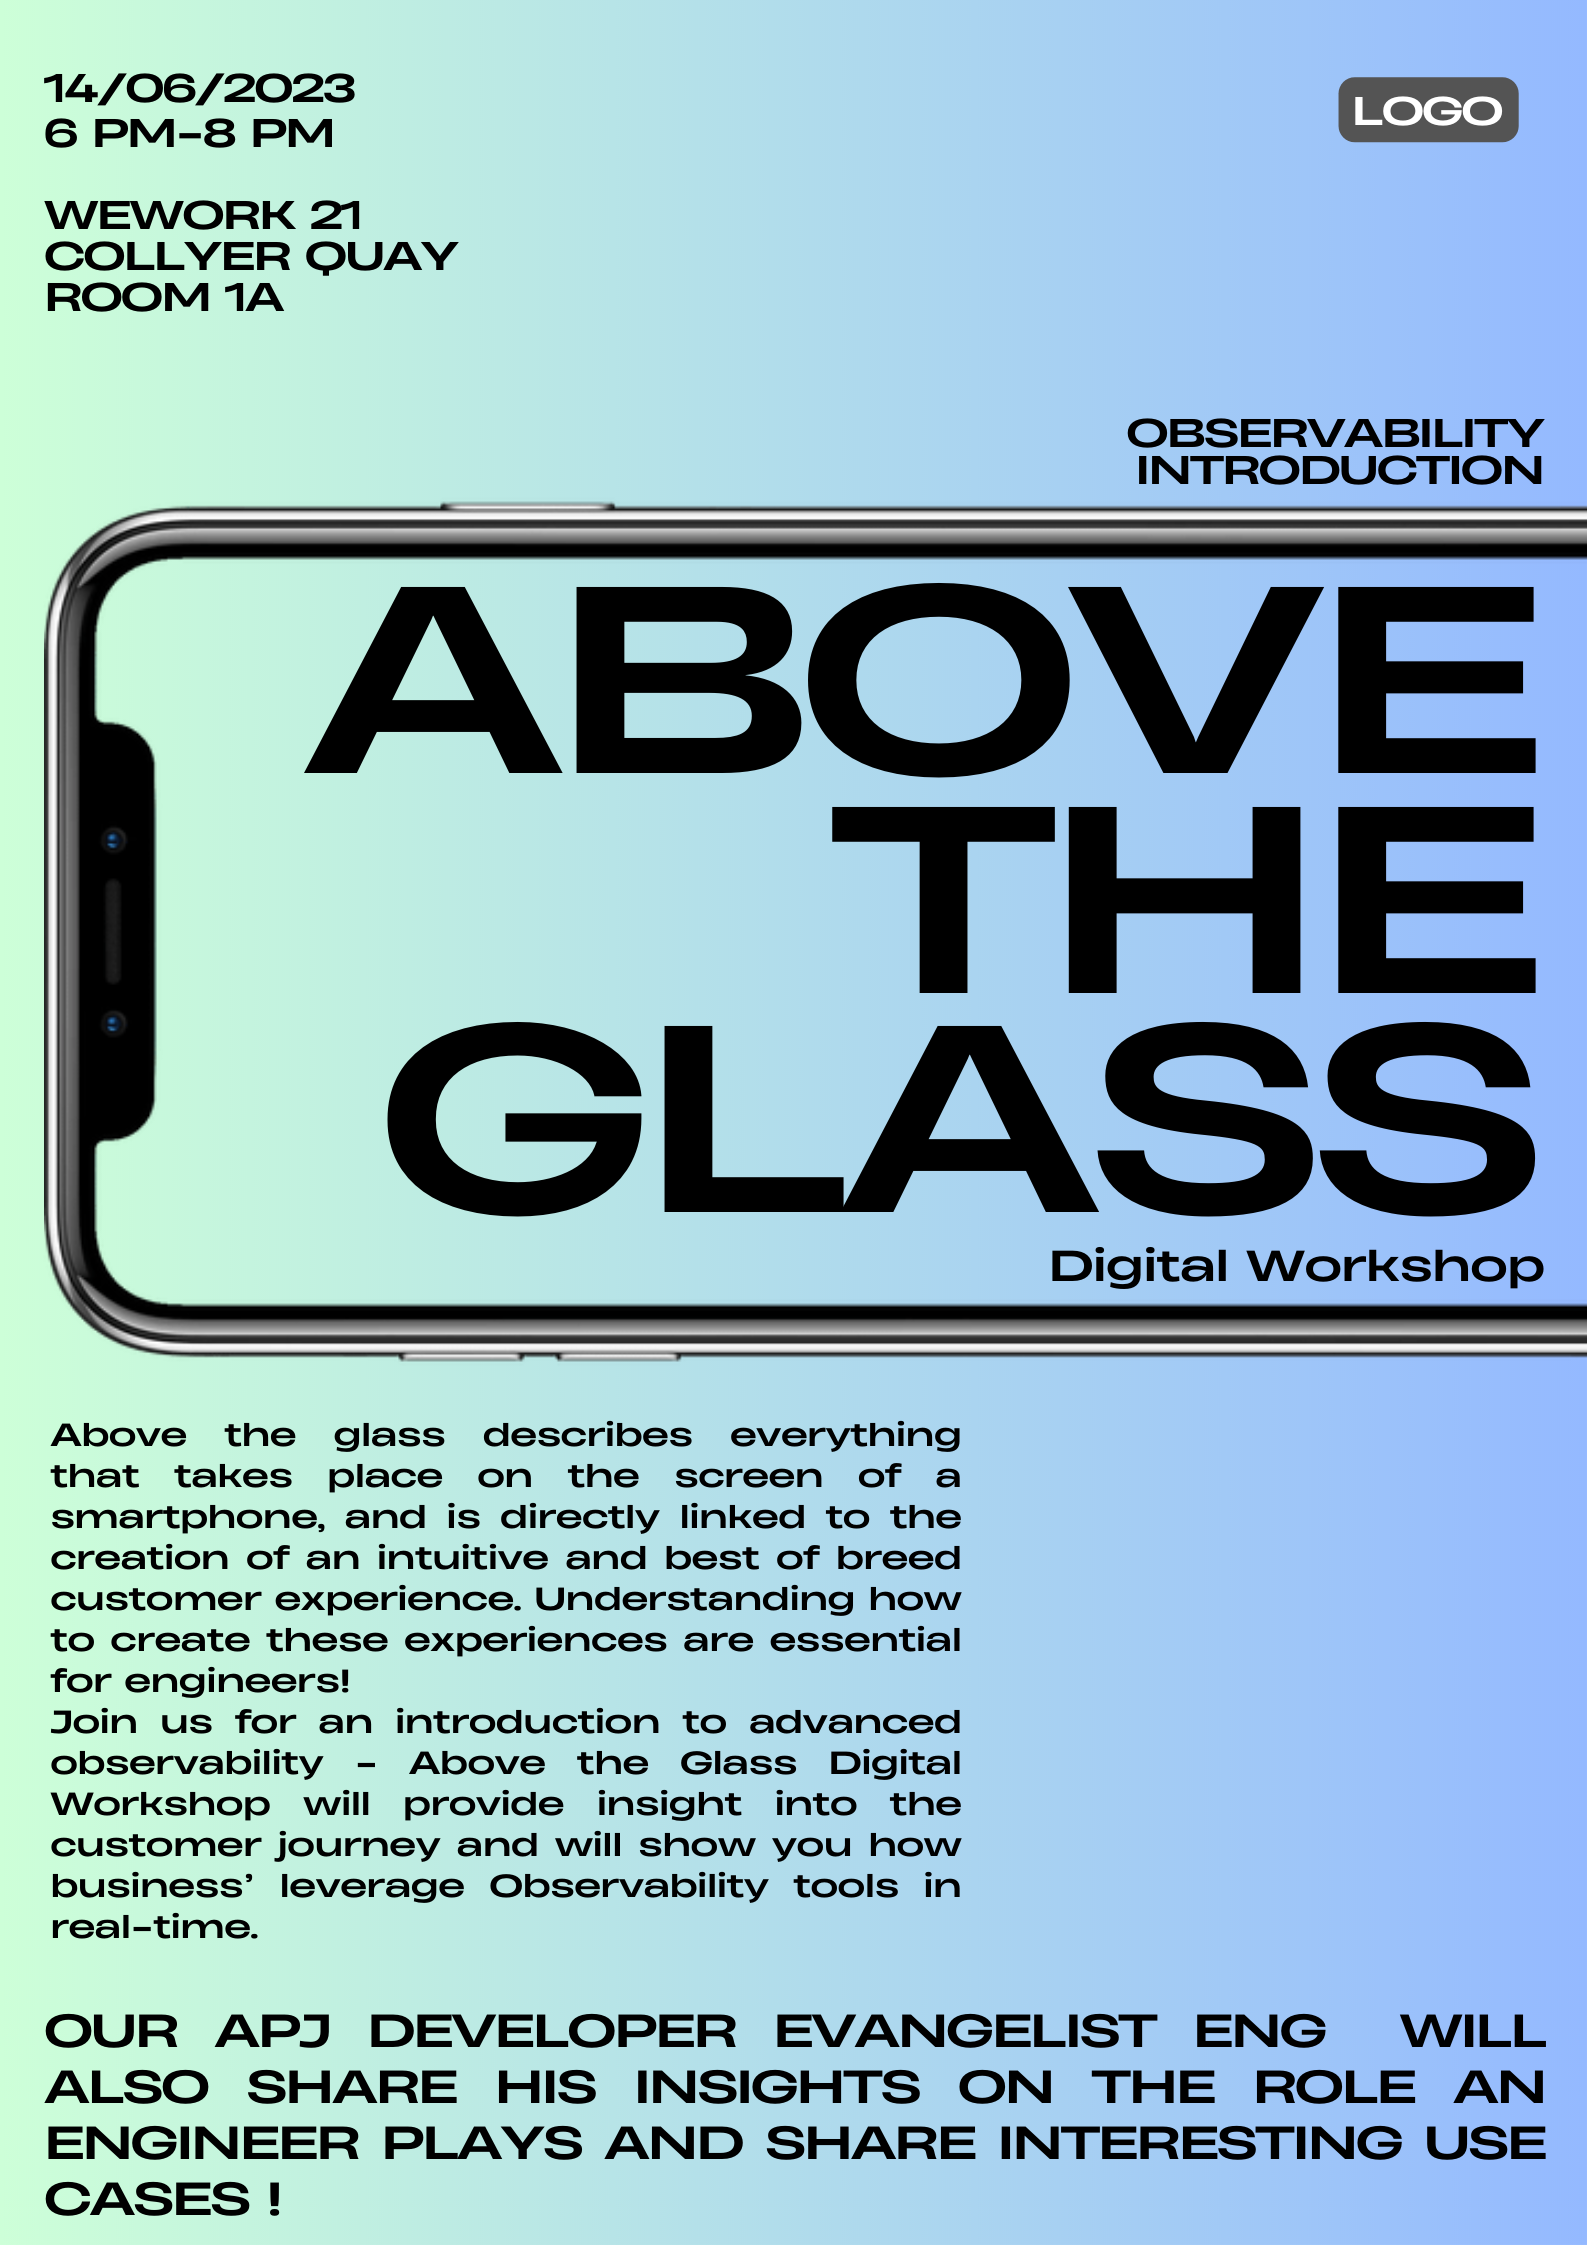 14/06/2023
6 PM-8 PM
LOGO
WEWORK 21
COLLYER QUAY
ROOM 1A
OBSERVABILITY
INTRODUCTION
ABOVE
THE
GLASS
Digital Workshop
Above the glass describes everything
that takes place on the screen of a
smartphone, and is directly linked to the
creation of an intuitive and best of breed
customer experience. Understanding how
to create these experiences are essential
for engineers!
Join us for an introduction to advanced
observability - Above the Glass Digital
Workshop will provide insight into the
customer journey and will show you how
business’ leverage Observability tools in
real-time.
OUR APJ DEVELOPER EVANGELIST ENG WILL
ALSO SHARE HIS INSIGHTS ON THE ROLE AN
ENGINEER PLAYS AND SHARE INTERESTING USE
CASES !